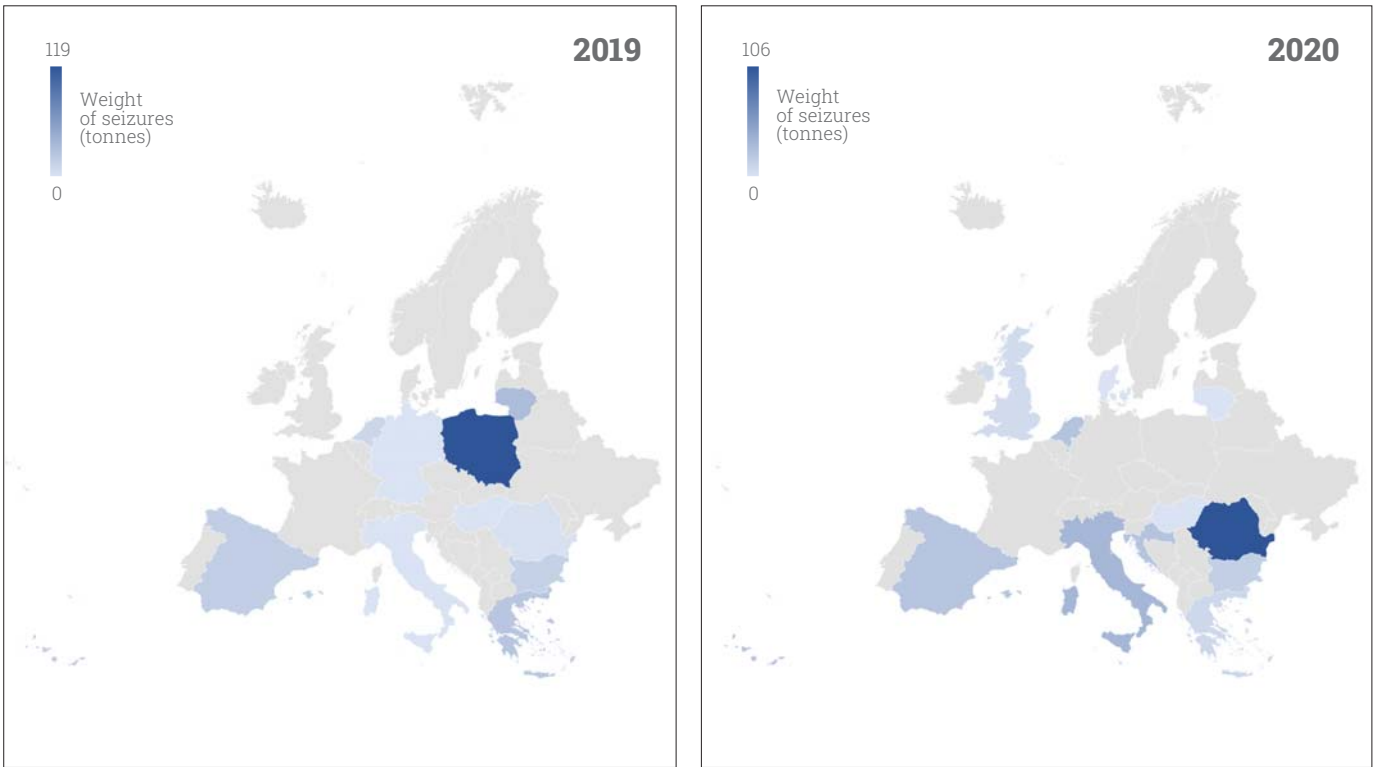 2019
119
Weight
of seizures
(tonnes)
0
2020
106
Weight
of seizures
(tonnes)
0